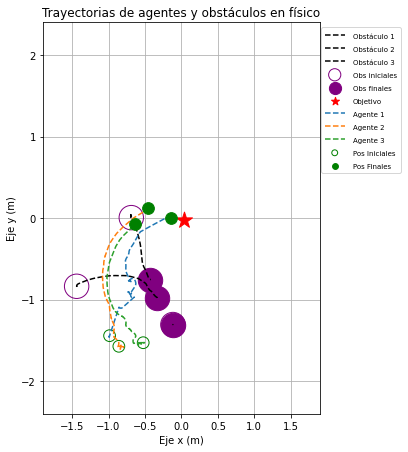 Trayectorias de agentes y obstáculos en físico
Obstáculo 1
Obstáculo 2
Obstáculo 3
Obs iniciales
Obs finales
Objetivo
Agente 1
Agente 2
Agente 3
Pos Iniciales
Pos Finales
Eje y (m)
2
1
0
−1
−2
−1.5
−1.0
−0.5
0.0
0.5
1.0
1.5
Eje x (m)